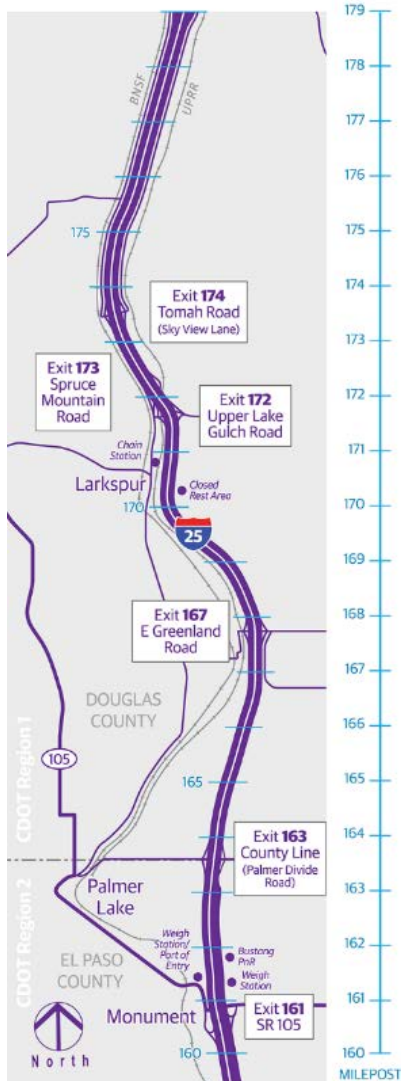 179
178
177
176
175
174
173
172
171
170
169
168
167
166
165
164
163
162
161
160
MILEPOST
BNSF
UPRR
175
Exit 174
Tomah Road
(Sky View Lane)
Exit 173
Spruce
Mountain
Road
Exit 172
Upper Lake
Gulch Road
Chain
Station
Larkspur
Closed
Rest Area
170
25
Exit 167
E Greenland
Road
DOUGLAS
COUNTY
CDOT Region 1
105
165
Exit 163
County Line
(Palmer Divide
Road)
Palmer
Lake
CDOT Region 2
EL PASO
COUNTY
Weigh
Station/
Port of
Entry
Bustang
PnR
Weigh
Station
Monument
Exit 161
SR 105
160
North